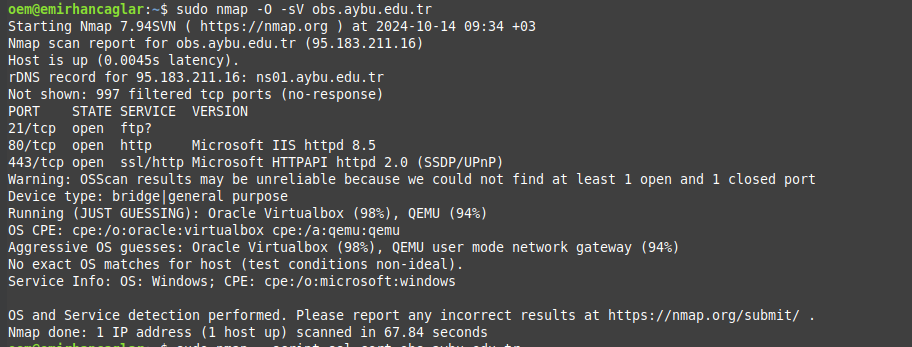 oem@emirhancaglar:~$ sudo nmap -O -sV obs.aybu.edu.tr
Starting Nmap 7.94SVN ( https://nmap.org ) at 2024-10-14 09:34 +03
Nmap scan report for obs.aybu.edu.tr (95.183.211.16)
Host is up (0.0045s latency).
rDNS record for 95.183.211.16: ns01.aybu.edu.tr
Not shown: 997 filtered tcp ports (no-response)
PORT    STATE SERVICE  VERSION
21/tcp  open  ftp?
80/tcp  open  http     Microsoft IIS httpd 8.5
443/tcp open  ssl/http Microsoft HTTPAPI httpd 2.0 (SSDP/UPnP)
Warning: OSScan results may be unreliable because we could not find at least 1 open and 1 closed port
Device type: bridge|general purpose
Running (JUST GUESSING): Oracle Virtualbox (98%), QEMU (94%)
OS CPE: cpe:/o:oracle:virtualbox cpe:/a:qemu:qemu
Aggressive OS guesses: Oracle Virtualbox (98%), QEMU user mode network gateway (94%)
No exact OS matches for host (test conditions non-ideal).
Service Info: OS: Windows; CPE: cpe:/o:microsoft:windows

OS and Service detection performed. Please report any incorrect results at https://nmap.org/submit/ .
Nmap done: 1 IP address (1 host up) scanned in 67.84 seconds